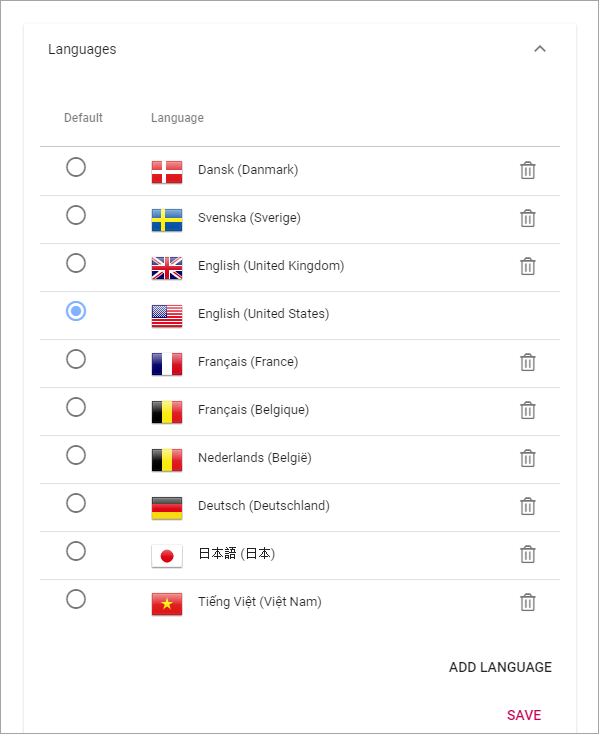 Languages
Default Language
Dansk (Danmark)
Svenska (Sverige)
English (United Kingdom)
English (United States)
Français (France)
Français (Belgique)
Nederlands (België)
Deutsch (Deutschland)
日本語 (日本)
Tiếng Việt (Việt Nam)
ADD LANGUAGE
SAVE